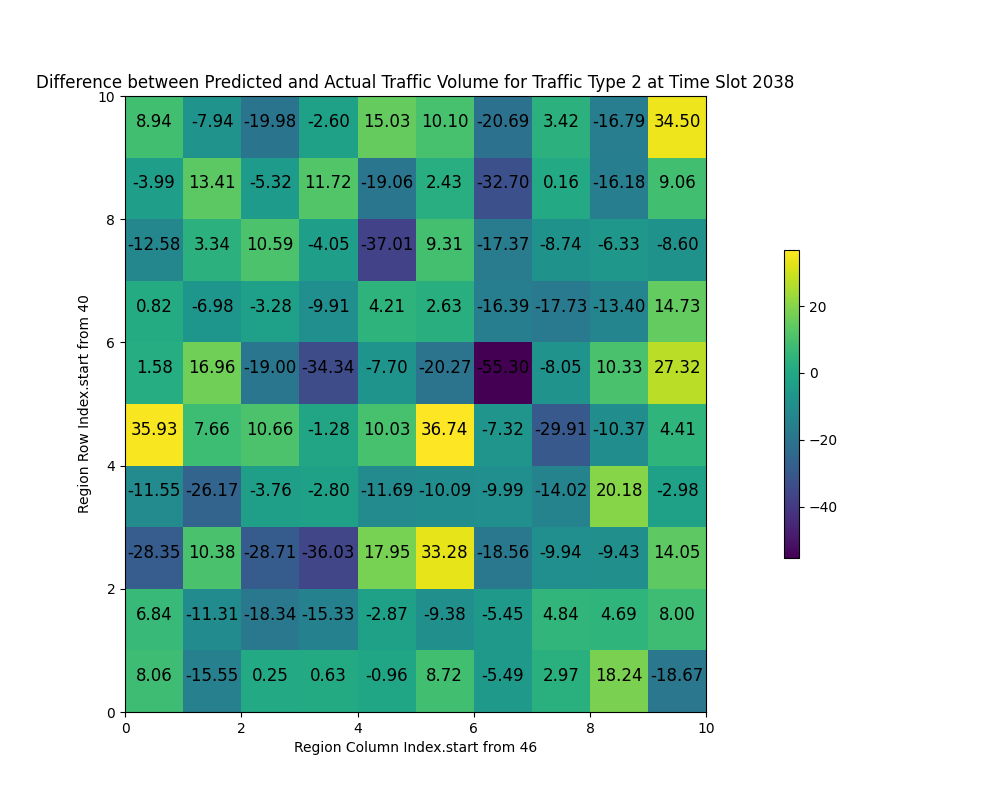 Difference between Predicted and Actual Traffic Volume for Traffic Type 2 at Time Slot 2038
10
8.94 -7.94 -19.98 -2.60 15.03 10.10 -20.69 3.42 -16.79 34.50
-3.99 13.41 -5.32 11.72 -19.06 2.43 -32.70 0.16 -16.18 9.06
8
-12.58 3.34 10.59 -4.05 -37.01 9.31 -17.37 -8.74 -6.33 -8.60
0.82 -6.98 -3.28 -9.91 4.21 2.63 -16.39 -17.73 -13.40 14.73
6
1.58 16.96 -19.00 -34.34 -7.70 -20.27 -55.30 -8.05 10.33 27.32
35.93 7.66 10.66 -1.28 10.03 36.74 -7.32 -29.91 -10.37 4.41
4
-11.55 -26.17 -3.76 -2.80 -11.69 -10.09 -9.99 -14.02 20.18 -2.98
-28.35 10.38 -28.71 -36.03 17.95 33.28 -18.56 -9.94 -9.43 14.05
2
6.84 -11.31 -18.34 -15.33 -2.87 -9.38 -5.45 4.84 4.69 8.00
8.06 -15.55 0.25 0.63 -0.96 8.72 -5.49 2.97 18.24 -18.67
0
0 2 4 6 8 10
Region Column Index.start from 46
Region Row Index.start from 40
20
0
−20
−40